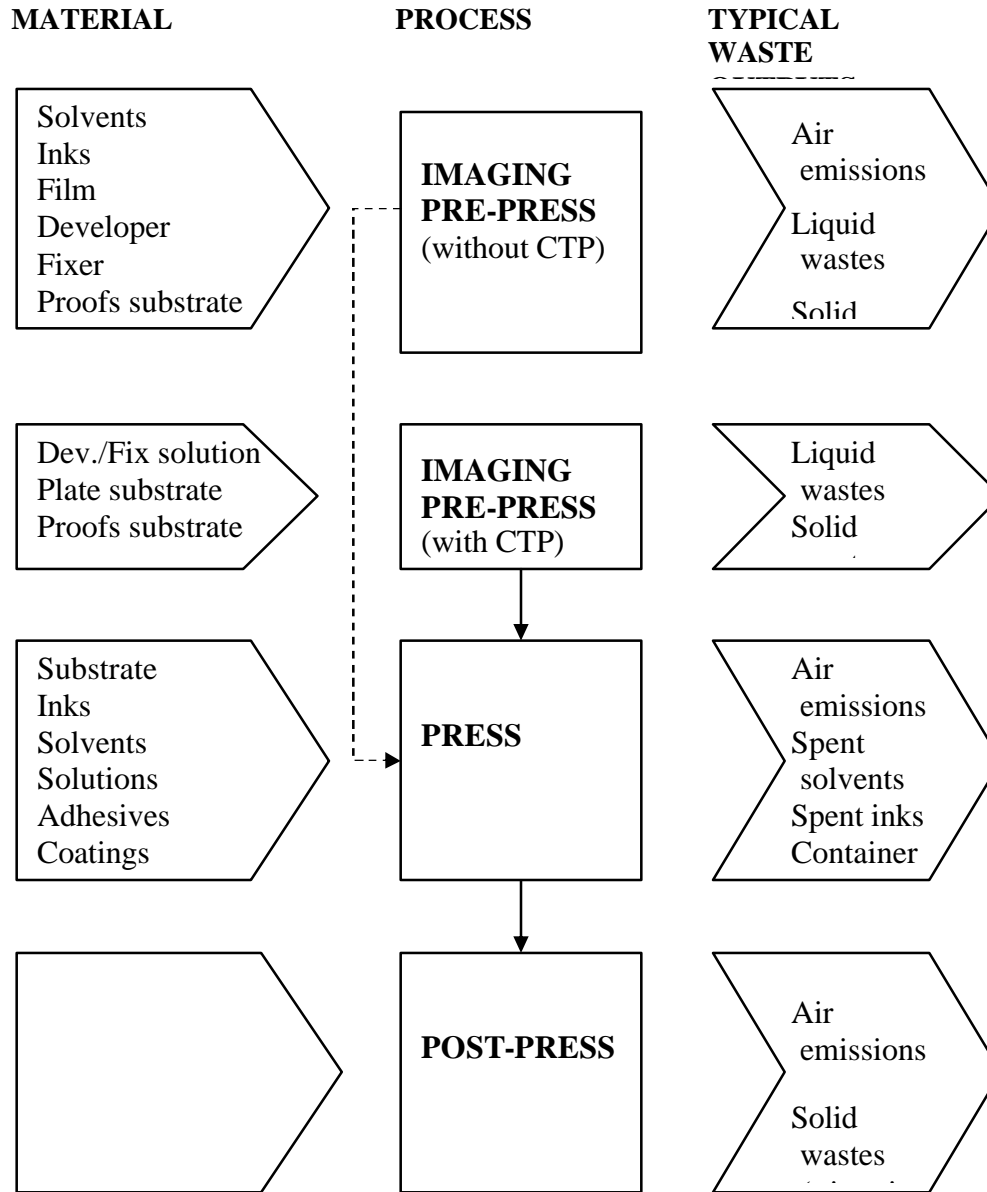 MATERIAL
PROCESS
TYPICAL
WASTE
Solvents
Inks
Film
Developer
Fixer
Proofs substrate
IMAGING
PRE-PRESS
(without CTP)
Air
emissions
Liquid
wastes
Solid
Dev./Fix solution
Plate substrate
Proofs substrate
IMAGING
PRE-PRESS
(with CTP)
Liquid
wastes
Solid
Substrate
Inks
Solvents
Solutions
Adhesives
Coatings
PRESS
Air
emissions
Spent
solvents
Spent inks
Container
POST-PRESS
Air
emissions
Solid
wastes